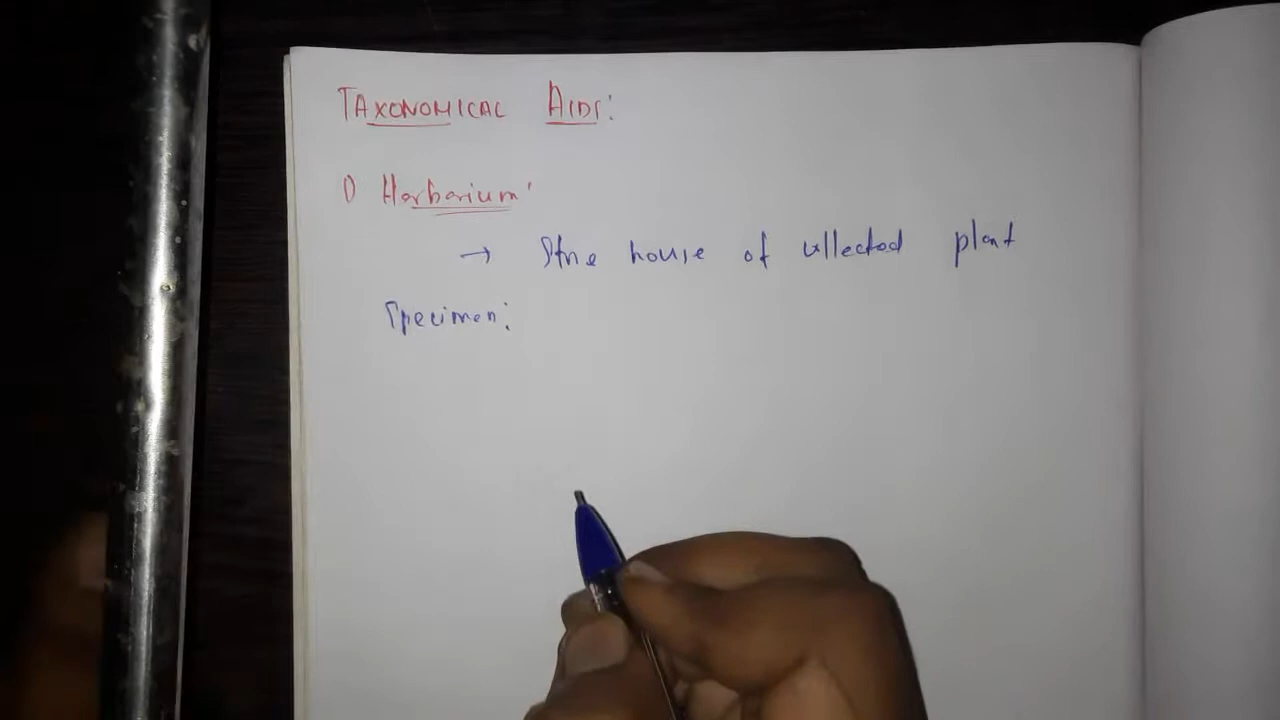 TAXONOMICAL AIDS:
1) Herbarium:
→ Store house of collected plant
Specimen: